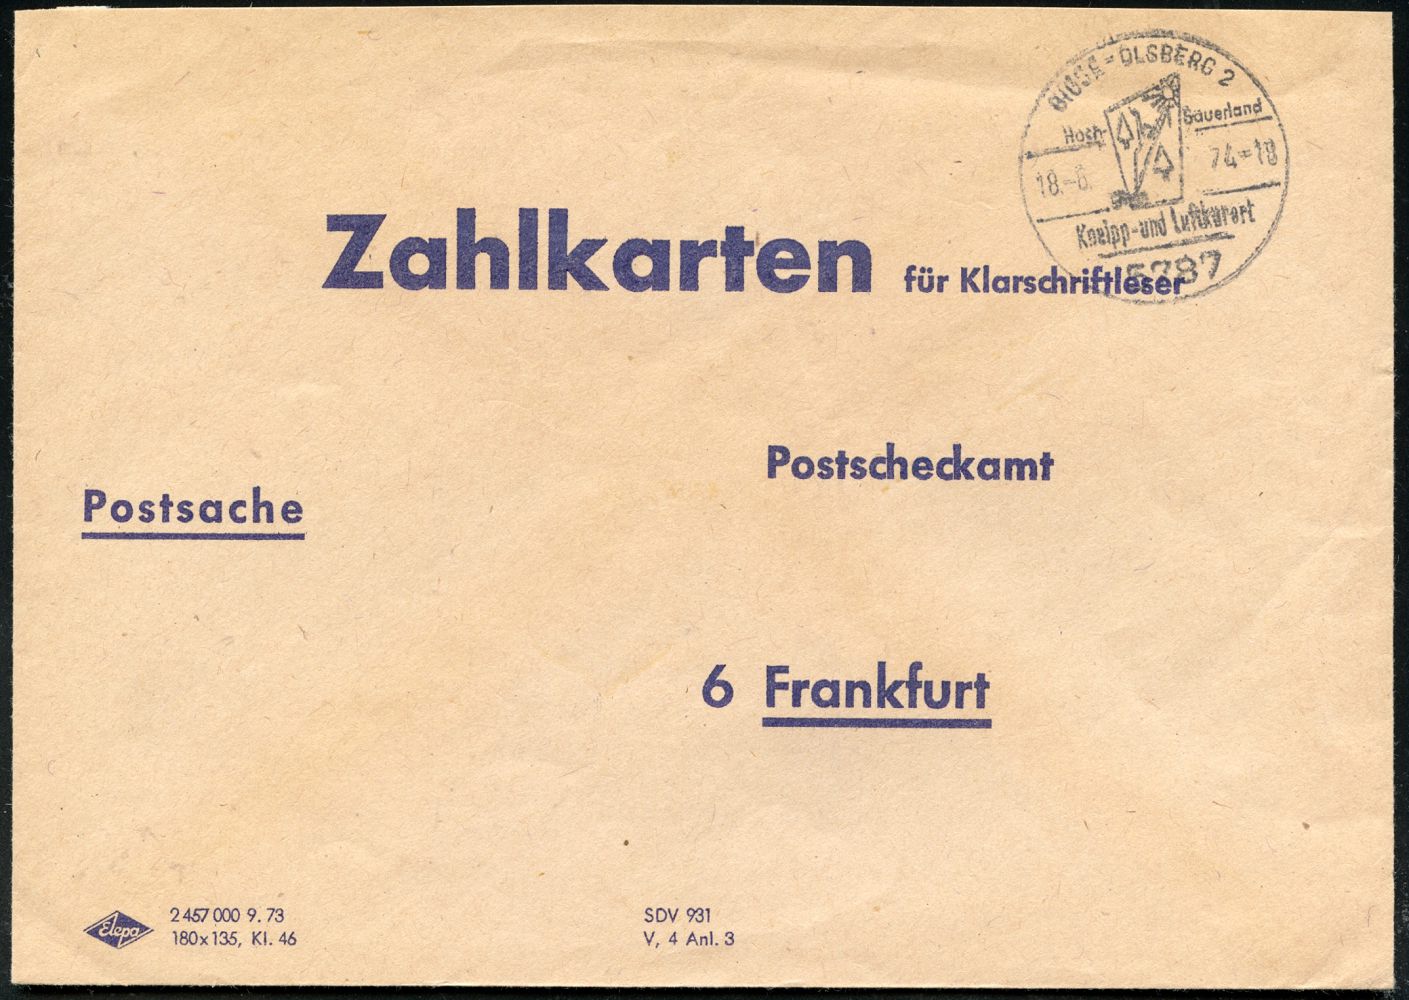 BIGGE-OLSBERG 2
Hoch-Sauerland
18.-6. 74-18
Kneipp-und Luftkurort
5787
Zahlkarten für Klarschriftleser
Postscheckamt
Postsache
6 Frankfurt
Elepa
2 457 000 9. 73
180x135, Kl. 46
SDV 931
V, 4 Anl. 3